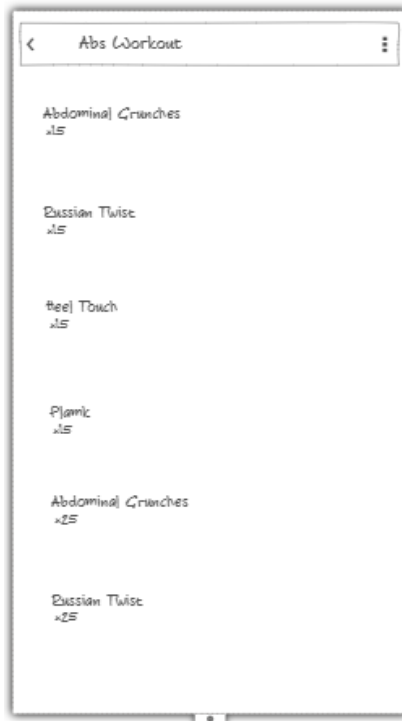 Abs Workout
Abdominal Crunches
x15
Russian Twist
x15
Heel Touch
x15
Plank
x15
Abdominal Crunches
x25
Russian Twist
x25